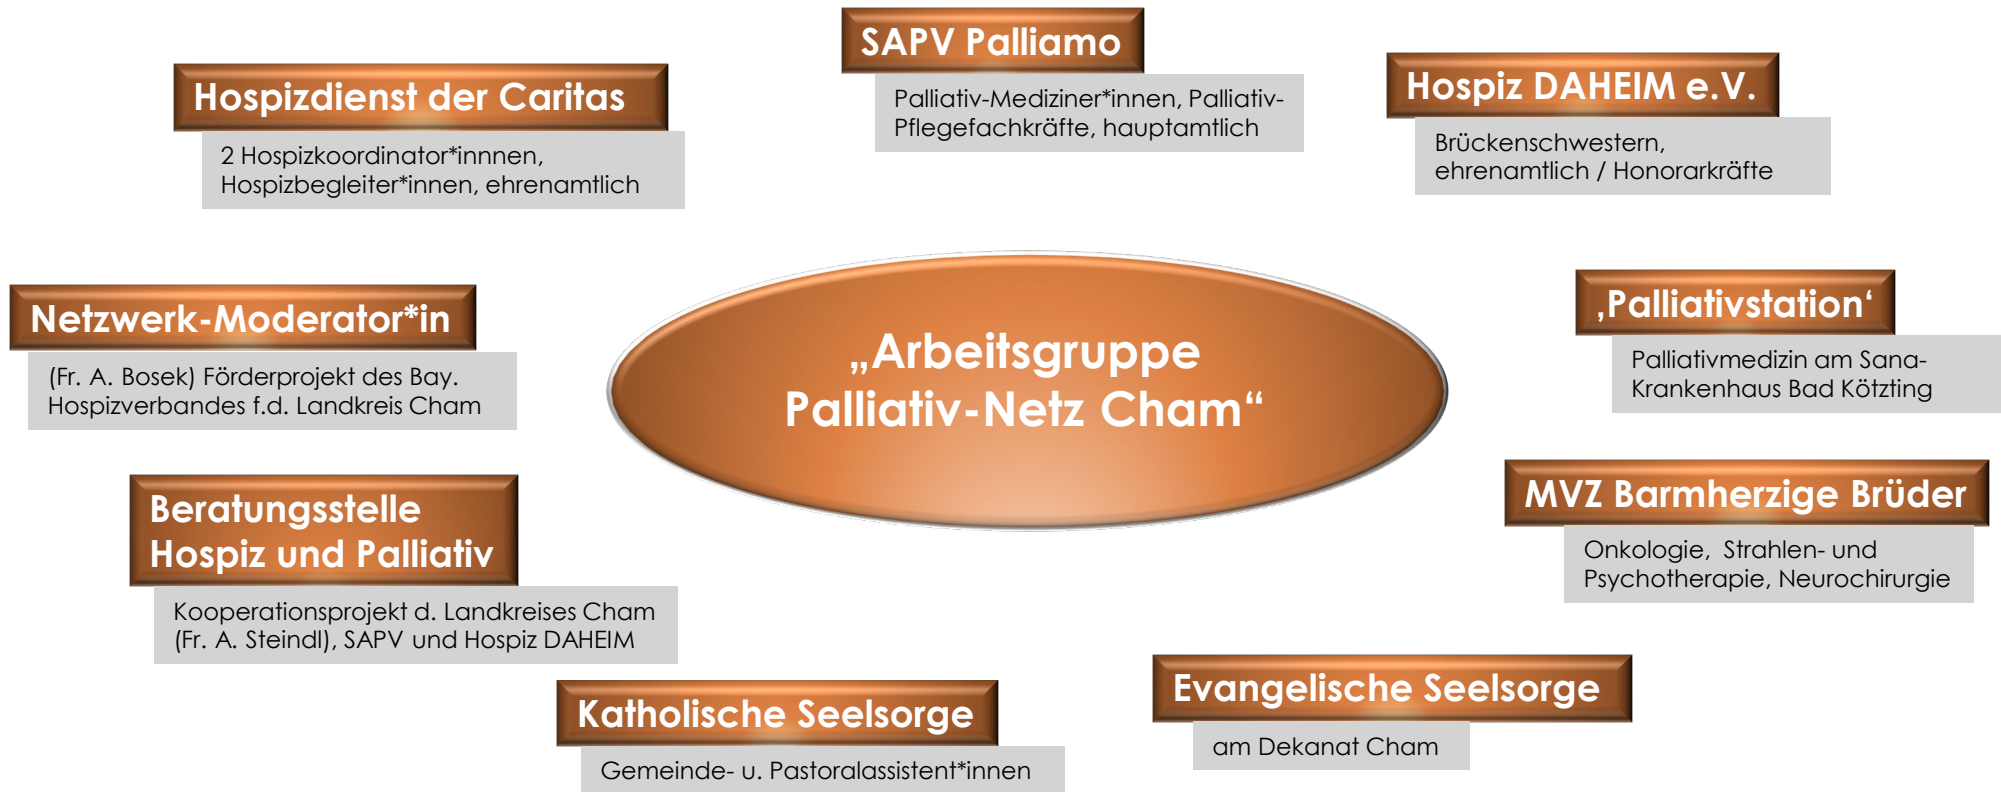 SAPV Palliamo
Palliativ-Mediziner*innen, Palliativ-
Pflegefachkräfte, hauptamtlich
Hospizdienst der Caritas
2 Hospizkoordinator*innnen,
Hospizbegleiter*innen, ehrenamtlich
Hospiz DAHEIM e.V.
Brückenschwestern,
ehrenamtlich / Honorarkräfte
Netzwerk-Moderator*in
(Fr. A. Bosek) Förderprojekt des Bay.
Hospizverbandes f.d. Landkreis Cham
„Arbeitsgruppe
Palliativ-Netz Cham“
‚Palliativstation‘
Palliativmedizin am Sana-
Krankenhaus Bad Kötzting
Beratungsstelle
Hospiz und Palliativ
Kooperationsprojekt d. Landkreises Cham
(Fr. A. Steindl), SAPV und Hospiz DAHEIM
MVZ Barmherzige Brüder
Onkologie, Strahlen- und
Psychotherapie, Neurochirurgie
Katholische Seelsorge
Gemeinde- u. Pastoralassistent*innen
Evangelische Seelsorge
am Dekanat Cham